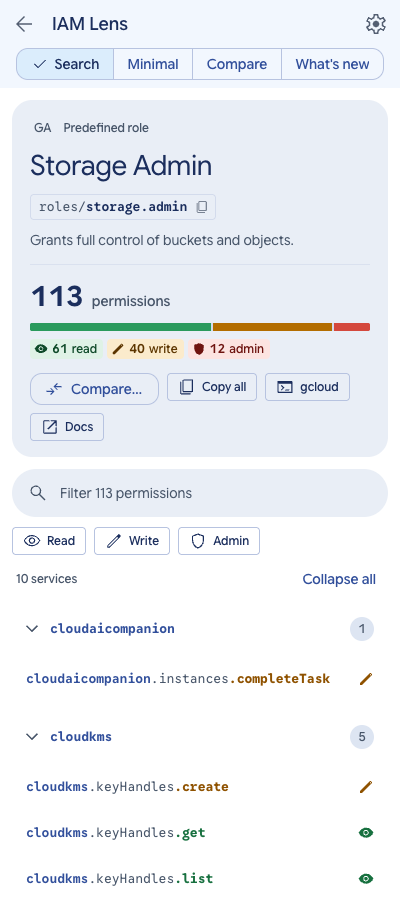 IAM Lens
Search Minimal Compare What's new
GA Predefined role
Storage Admin
roles/storage.admin
Grants full control of buckets and objects.
113 permissions
61 read 40 write 12 admin
Compare... Copy all gcloud
Docs
Filter 113 permissions
Read Write Admin
10 services Collapse all
cloudaicompanion 1
cloudaicompanion.instances.completeTask
cloudkms 5
cloudkms.keyHandles.create
cloudkms.keyHandles.get
cloudkms.keyHandles.list